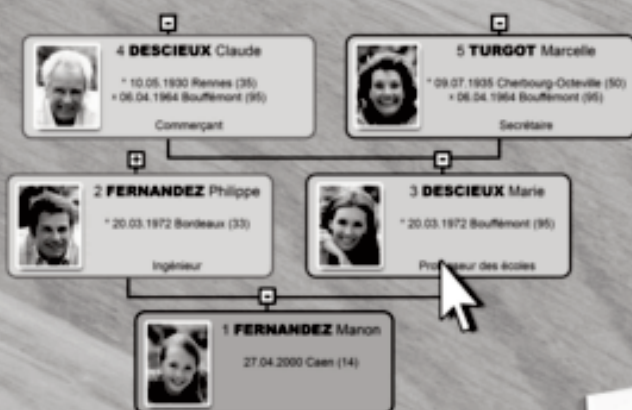 4 DESCIEUX Claude
° 10.05.1930 Rennes (35)
x 06.04.1964 Bouffémont (95)
Commerçant
5 TURGOT Marcelle
° 09.07.1935 Cherbourg-Octeville (50)
x 06.04.1964 Bouffémont (95)
Secrétaire
2 FERNANDEZ Philippe
° 20.03.1972 Bordeaux (33)
Ingénieur
3 DESCIEUX Marie
° 20.03.1972 Bouffémont (95)
Professeur des écoles
1 FERNANDEZ Manon
27.04.2000 Caen (14)